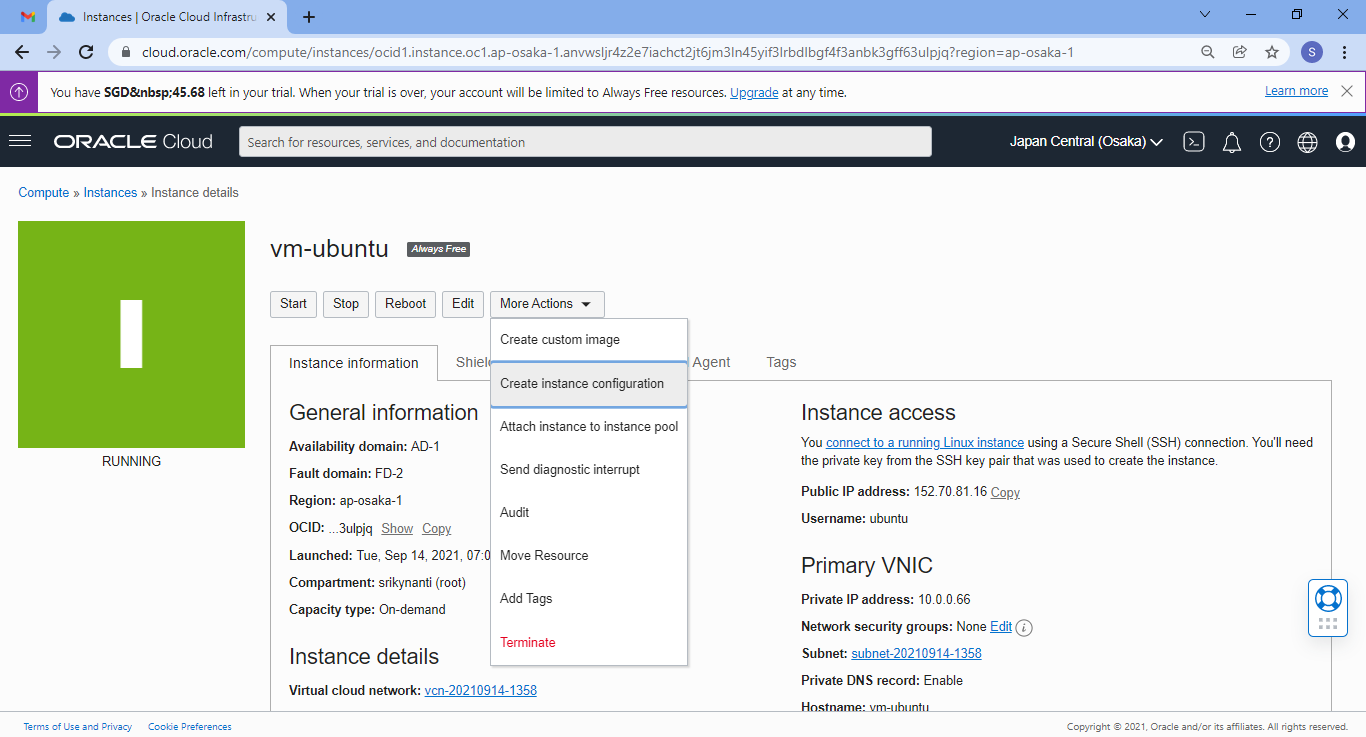 Instances | Oracle Cloud Infrastru
cloud.oracle.com/compute/instances/ocid1.instance.oc1.ap-osaka-1.anvwsljr4z2e7iachct2jt6jm3ln45yif3lrbdlbgf4f3anbk3gff63ulpjq?region=ap-osaka-1
S
You have SGD&nbsp;45.68 left in your trial. When your trial is over, your account will be limited to Always Free resources. Upgrade at any time.
Learn more
ORACLE Cloud
Search for resources, services, and documentation
Japan Central (Osaka)
Compute » Instances » Instance details
I
RUNNING
vm-ubuntu
Always Free
Start
Stop
Reboot
Edit
More Actions
Create custom image
Create instance configuration
Attach instance to instance pool
Send diagnostic interrupt
Audit
Move Resource
Add Tags
Terminate
Instance information
Shiel
Agent
Tags
General information
Availability domain: AD-1
Fault domain: FD-2
Region: ap-osaka-1
OCID: ...3ulpjq Show Copy
Launched: Tue, Sep 14, 2021, 07:0
Compartment: srikynanti (root)
Capacity type: On-demand
Instance details
Virtual cloud network: vcn-20210914-1358
Instance access
You connect to a running Linux instance using a Secure Shell (SSH) connection. You'll need
the private key from the SSH key pair that was used to create the instance.
Public IP address: 152.70.81.16 Copy
Username: ubuntu
Primary VNIC
Private IP address: 10.0.0.66
Network security groups: None Edit
Subnet: subnet-20210914-1358
Private DNS record: Enable
Hostname: vm-ubuntu
Terms of Use and Privacy
Cookie Preferences
Copyright © 2021, Oracle and/or its affiliates. All rights reserved.